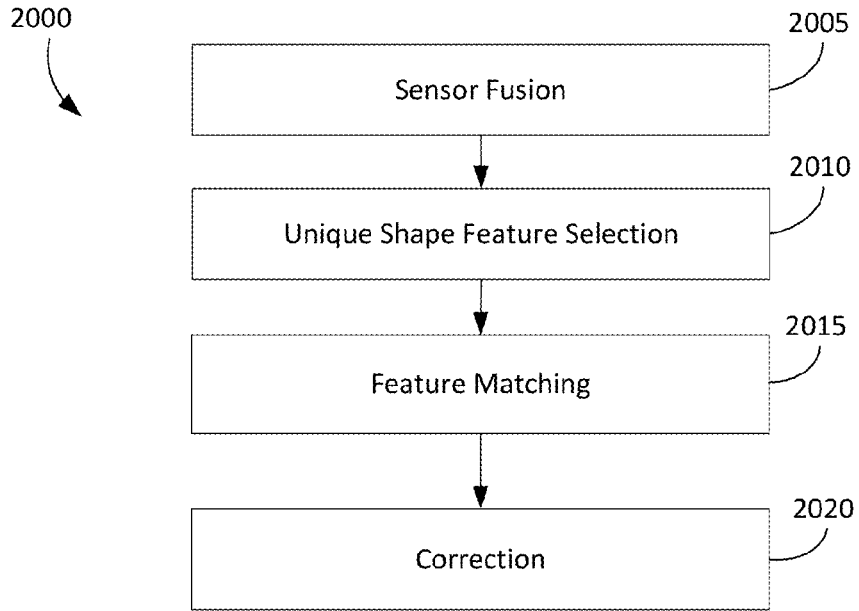 2000
2005
Sensor Fusion
2010
Unique Shape Feature Selection
2015
Feature Matching
2020
Correction